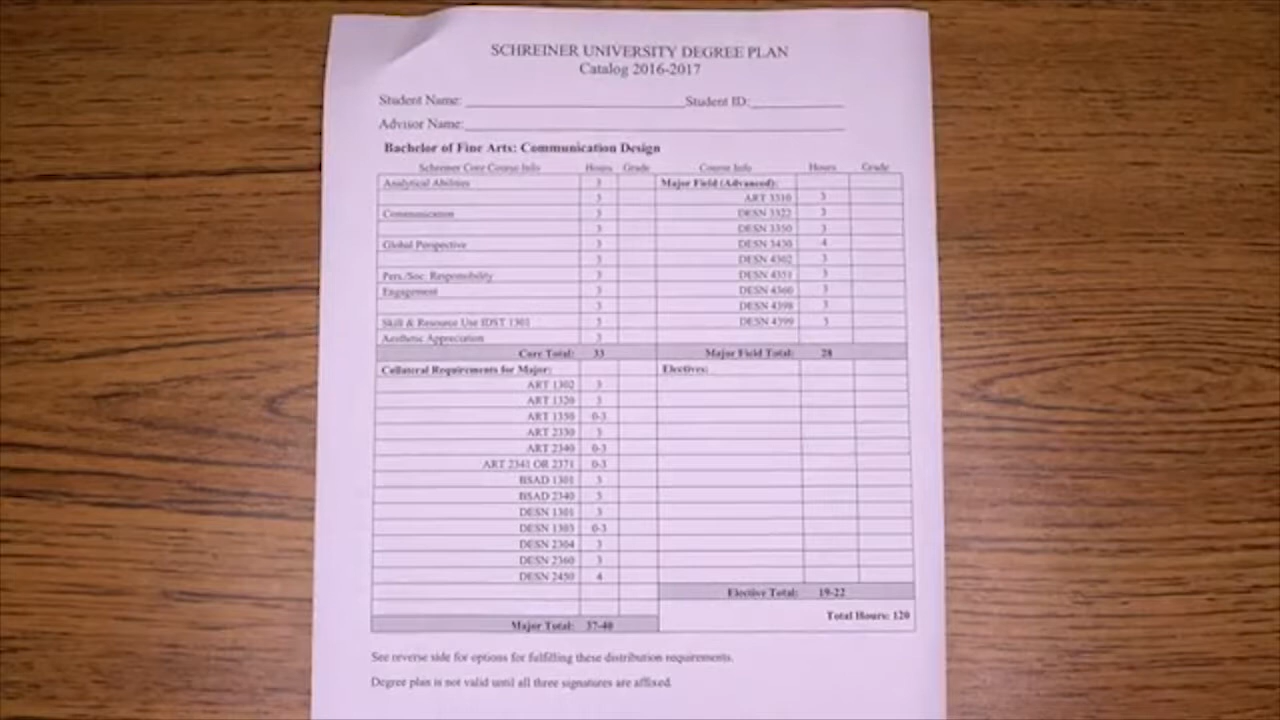 SCHREINER UNIVERSITY DEGREE PLAN
Catalog 2016-2017
Student Name: Student ID:
Advisor Name:
Bachelor of Fine Arts: Communication Design
Schreiner Core Course Info Hours Grade Course Info Hours Grade
Analytical Abilities 3 Major Field (Advanced):
3 ART 3310 3
Communication 3 DESN 3322 3
3 DESN 3350 3
Global Perspective 3 DESN 3430 4
3 DESN 4302 3
Pers./Soc. Responsibility 3 DESN 4351 3
Engagement 3 DESN 4360 3
3 DESN 4398 3
Skill & Resource Use IDST 1301 3 DESN 4399 3
Aesthetic Appreciation 3
Core Total: 33 Major Field Total: 28
Collateral Requirements for Major: Electives:
ART 1302 3
ART 1320 3
ART 1350 0-3
ART 2330 3
ART 2340 0-3
ART 2341 OR 2371 0-3
BSAD 1301 3
BSAD 2340 3
DESN 1301 3
DESN 1303 0-3
DESN 2304 3
DESN 2360 3
DESN 2450 4
Elective Total: 19-22
Total Hours: 120
Major Total: 37-40
See reverse side for options for fulfilling these distribution requirements.
Degree plan is not valid until all three signatures are affixed.